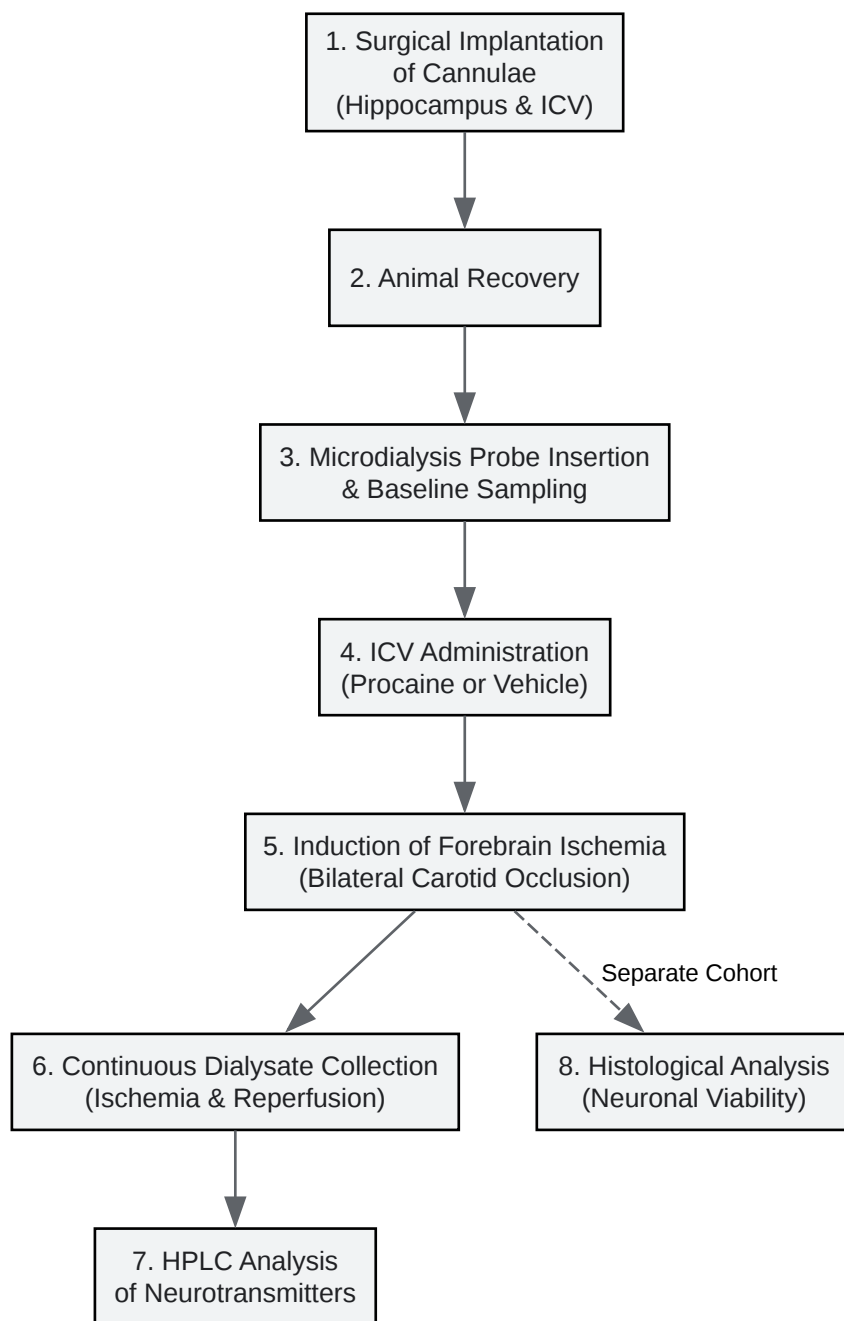 1. Surgical Implantation
of Cannulae
(Hippocampus & ICV)
2. Animal Recovery
3. Microdialysis Probe Insertion
& Baseline Sampling
4. ICV Administration
(Procaine or Vehicle)
5. Induction of Forebrain Ischemia
(Bilateral Carotid Occlusion)
Separate Cohort
6. Continuous Dialysate Collection
(Ischemia & Reperfusion)
8. Histological Analysis
(Neuronal Viability)
7. HPLC Analysis
of Neurotransmitters